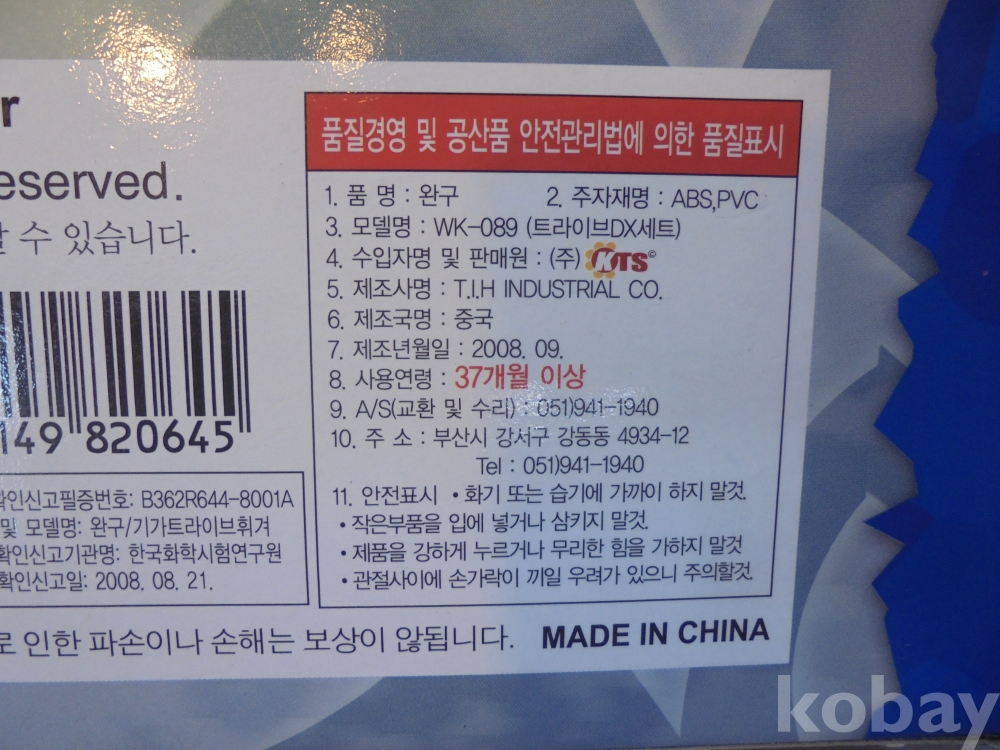 r
eserved.
수 있습니다.
149 820645
확인신고필증번호: B362R644-8001A
및 모델명: 완구/기가트라이브휘겨
확인신고기관명: 한국화학시험연구원
확인신고일: 2008. 08. 21.
품질경영 및 공산품 안전관리법에 의한 품질표시
1. 품 명 : 완구 2. 주자재명 : ABS,PVC
3. 모델명 : WK-089 (트라이브DX세트)
4. 수입자명 및 판매원 : (주) KTS©
5. 제조사명 : T.I.H INDUSTRIAL CO.
6. 제조국명 : 중국
7. 제조년월일 : 2008. 09.
8. 사용연령 : 37개월 이상
9. A/S(교환 및 수리) : 051)941-1940
10. 주 소 : 부산시 강서구 강동동 4934-12
Tel : 051)941-1940
11. 안전표시 • 화기 또는 습기에 가까이 하지 말것.
• 작은부품을 입에 넣거나 삼키지 말것.
• 제품을 강하게 누르거나 무리한 힘을 가하지 말것
• 관절사이에 손가락이 끼일 우려가 있으니 주의할것.
로 인한 파손이나 손해는 보상이 않됩니다. MADE IN CHINA
kobay